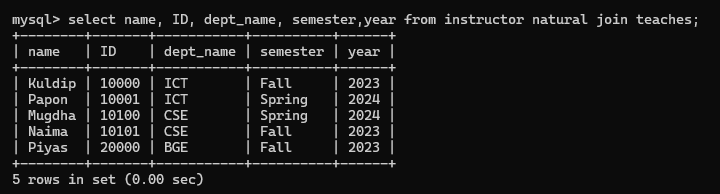 mysql> select name, ID, dept_name, semester,year from instructor natural join teaches;
+--------+-------+-----------+----------+------+
| name   | ID    | dept_name | semester | year |
+--------+-------+-----------+----------+------+
| Kuldip | 10000 | ICT       | Fall     | 2023 |
| Papon  | 10001 | ICT       | Spring   | 2024 |
| Mugdha | 10100 | CSE       | Spring   | 2024 |
| Naima  | 10101 | CSE       | Fall     | 2023 |
| Piyas  | 20000 | BGE       | Fall     | 2023 |
+--------+-------+-----------+----------+------+
5 rows in set (0.00 sec)